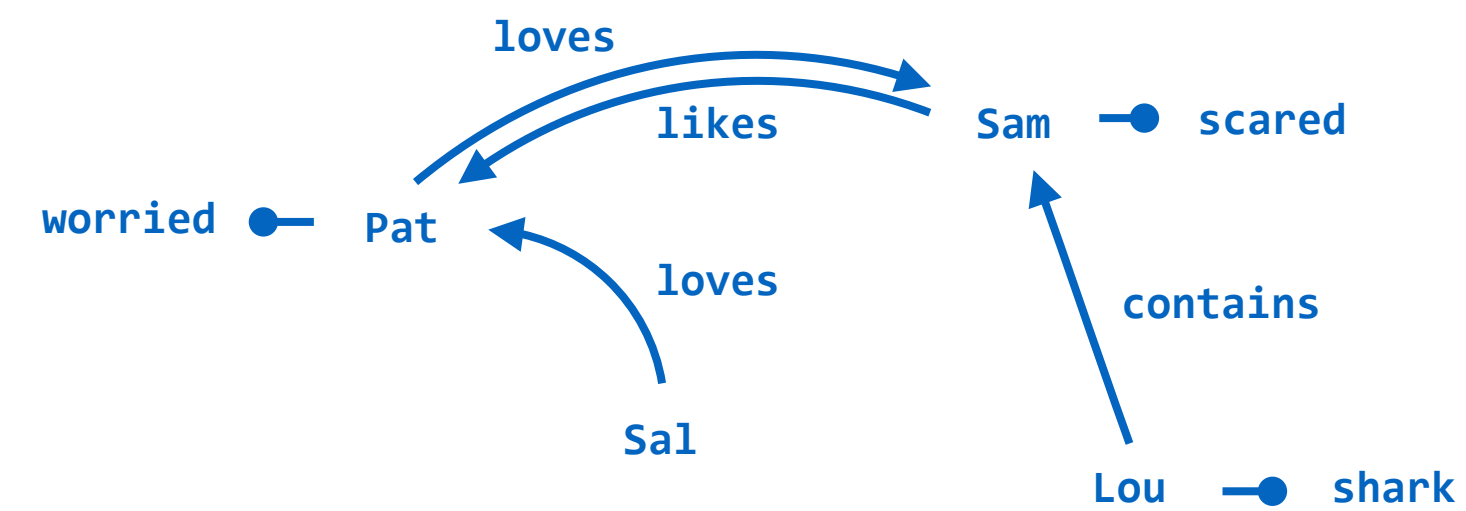 loves
likes
Sam
scared
worried
Pat
loves
contains
Sal
Lou
shark